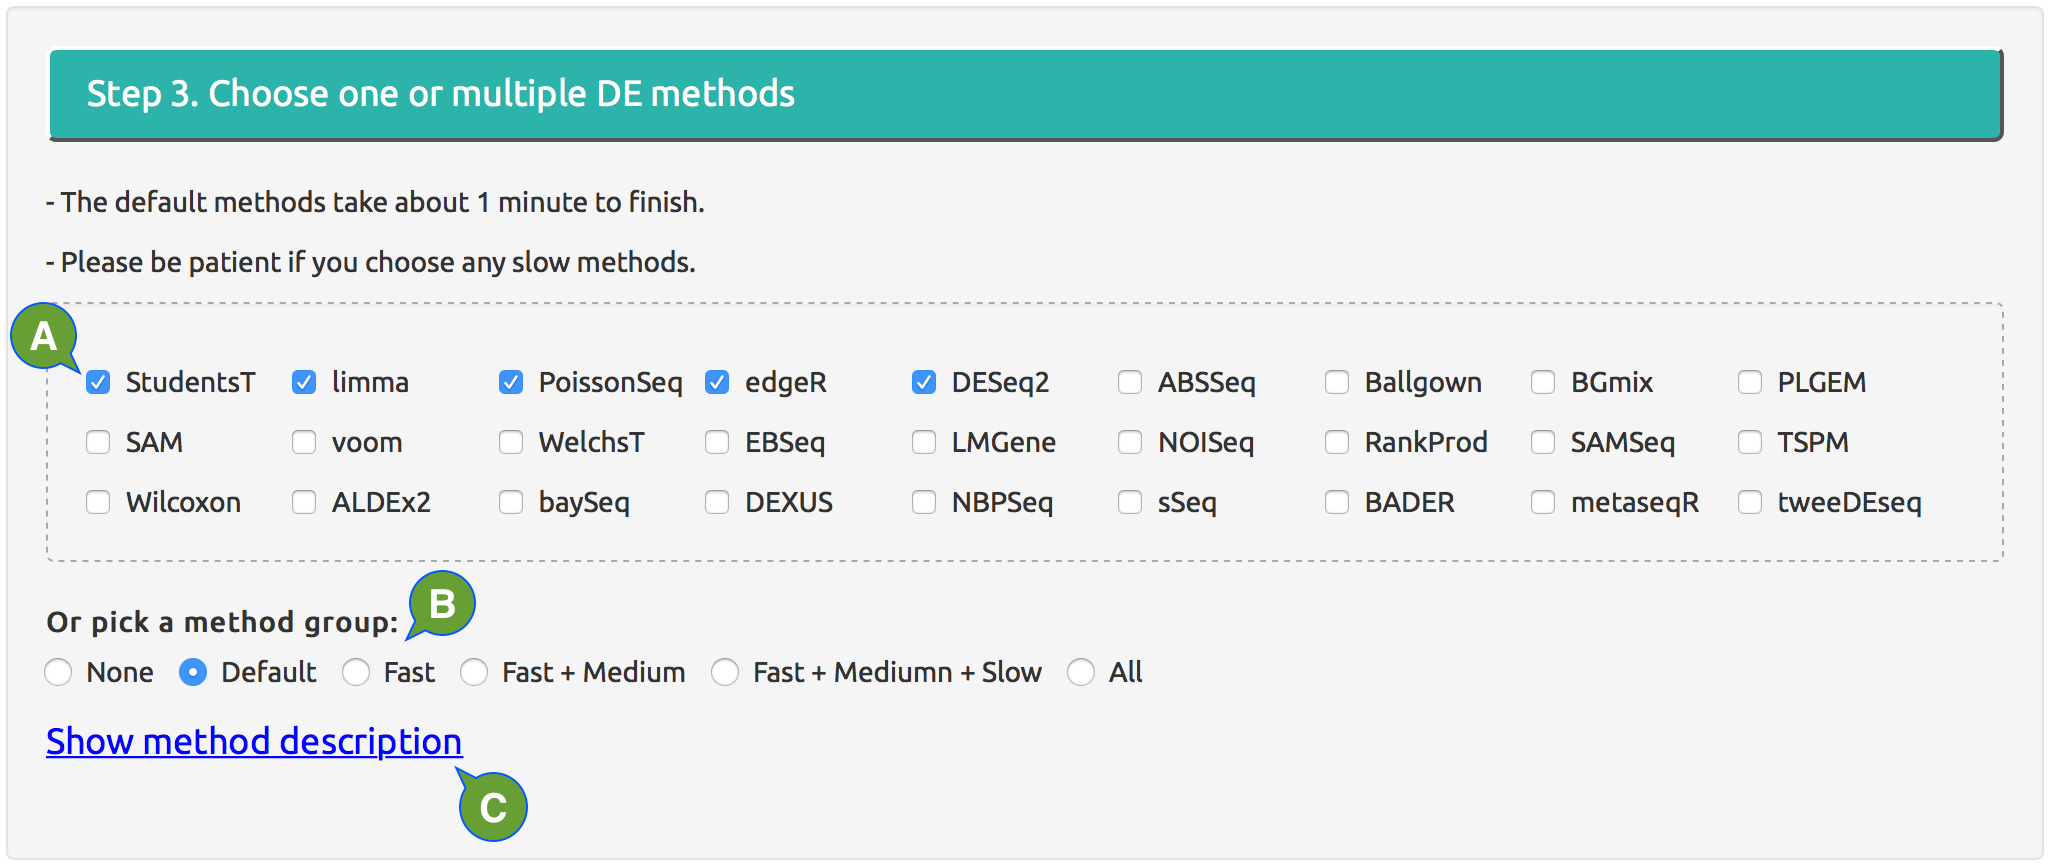 Step 3. Choose one or multiple DE methods
- The default methods take about 1 minute to finish.
- Please be patient if you choose any slow methods.
A
StudentsT limma PoissonSeq edgeR DESeq2 ABSSeq Ballgown BGmix PLGEM
SAM voom WelchsT EBSeq LMGene NOISeq RankProd SAMSeq TSPM
Wilcoxon ALDEx2 baySeq DEXUS NBPSeq sSeq BADER metaseqR tweeDEseq
Or pick a method group: B
None Default Fast Fast + Medium Fast + Mediumn + Slow All
Show method description
C